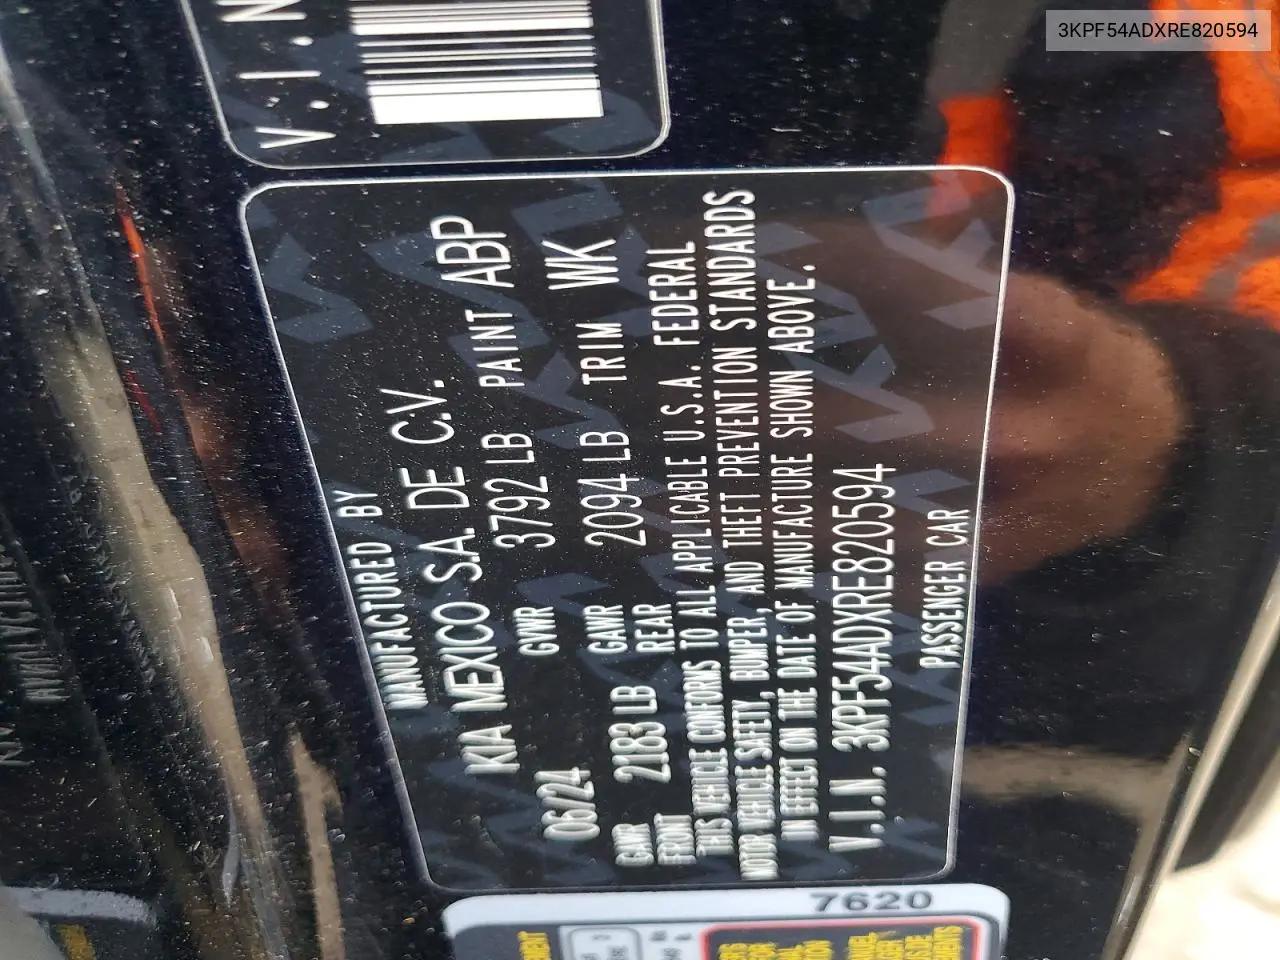 3KPF54ADXRE820594
V.I.N
MANUFACTURED BY
KIA MEXICO S.A. DE C.V.
06/24 GVWR 3792 LB PAINT ABP
GAWR FRONT 2183 LB GAWR REAR 2094 LB TRIM WK
THIS VEHICLE CONFORMS TO ALL APPLICABLE U.S.A. FEDERAL
MOTOR VEHICLE SAFETY, BUMPER, AND THEFT PREVENTION STANDARDS
IN EFFECT ON THE DATE OF MANUFACTURE SHOWN ABOVE.
V.I.N. 3KPF54ADXRE820594
PASSENGER CAR
7620